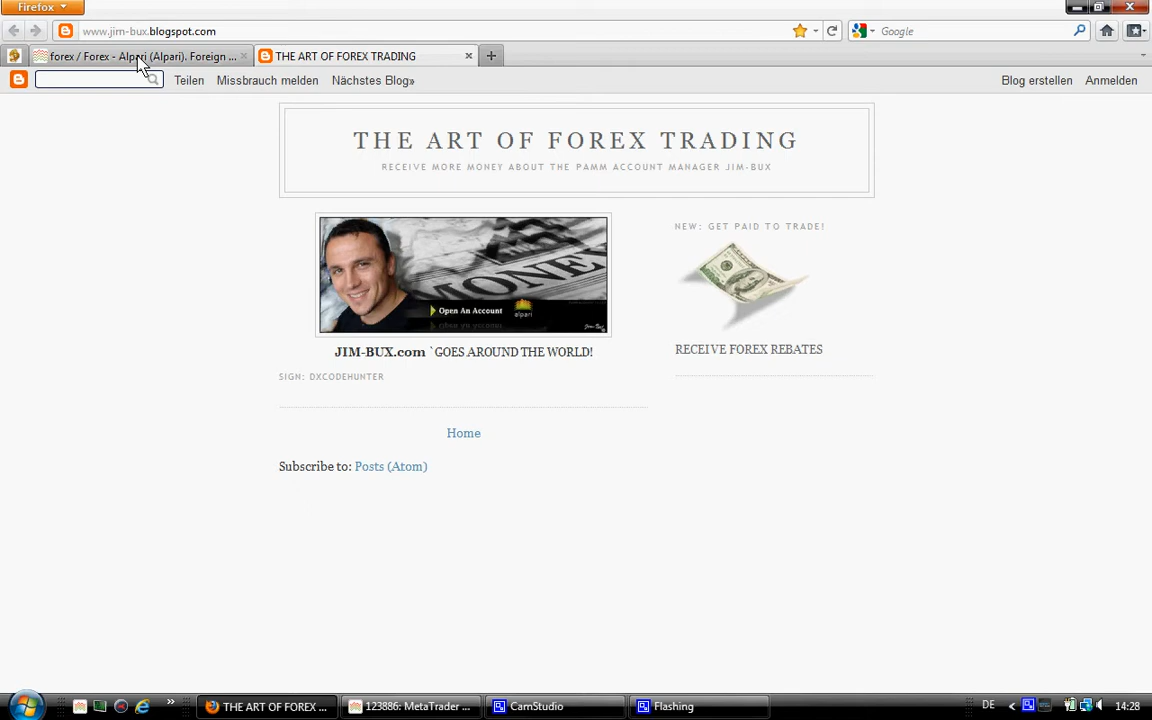 Firefox
www.jim-bux.blogspot.com
Google
forex / Forex - Alpari (Alpari). Foreign ...
THE ART OF FOREX TRADING
Teilen Missbrauch melden Nächstes Blog» Blog erstellen Anmelden
THE ART OF FOREX TRADING
RECEIVE MORE MONEY ABOUT THE PAMM ACCOUNT MANAGER JIM-BUX
NEW: GET PAID TO TRADE!
MONEY
Open An Account
alpari
JIM-BUX.com `GOES AROUND THE WORLD!
RECEIVE FOREX REBATES
SIGN: DXCODEHUNTER
Home
Subscribe to: Posts (Atom)
THE ART OF FOREX ...
123886: MetaTrader ...
CamStudio
Flashing
DE
14:28